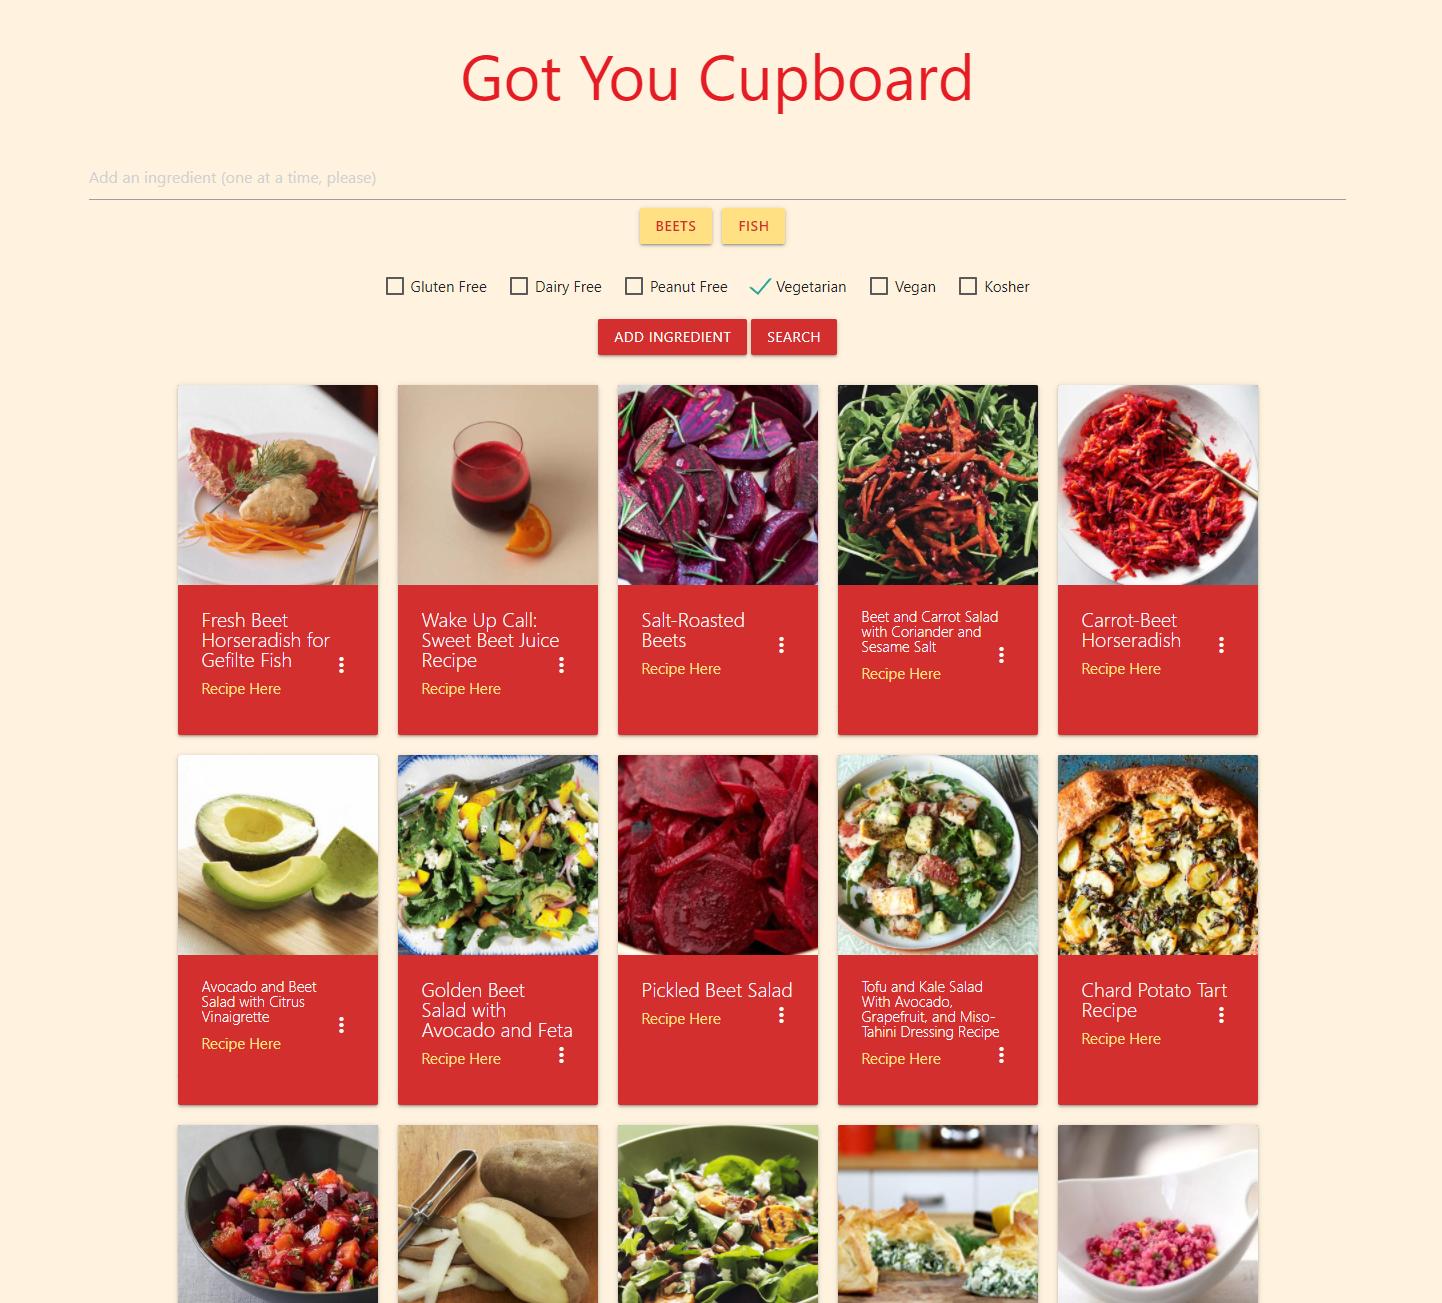 Got You Cupboard
Add an ingredient (one at a time, please)
BEETS FISH
Gluten Free Dairy Free Peanut Free Vegetarian Vegan Kosher
ADD INGREDIENT SEARCH
Fresh Beet
Horseradish for
Gefilte Fish
Recipe Here
Wake Up Call:
Sweet Beet Juice
Recipe
Recipe Here
Salt-Roasted
Beets
Recipe Here
Beet and Carrot Salad
with Coriander and
Sesame Salt
Recipe Here
Carrot-Beet
Horseradish
Recipe Here
Avocado and Beet
Salad with Citrus
Vinaigrette
Recipe Here
Golden Beet
Salad with
Avocado and Feta
Recipe Here
Pickled Beet Salad
Recipe Here
Tofu and Kale Salad
With Avocado,
Grapefruit, and Miso-
Tahini Dressing Recipe
Recipe Here
Chard Potato Tart
Recipe
Recipe Here